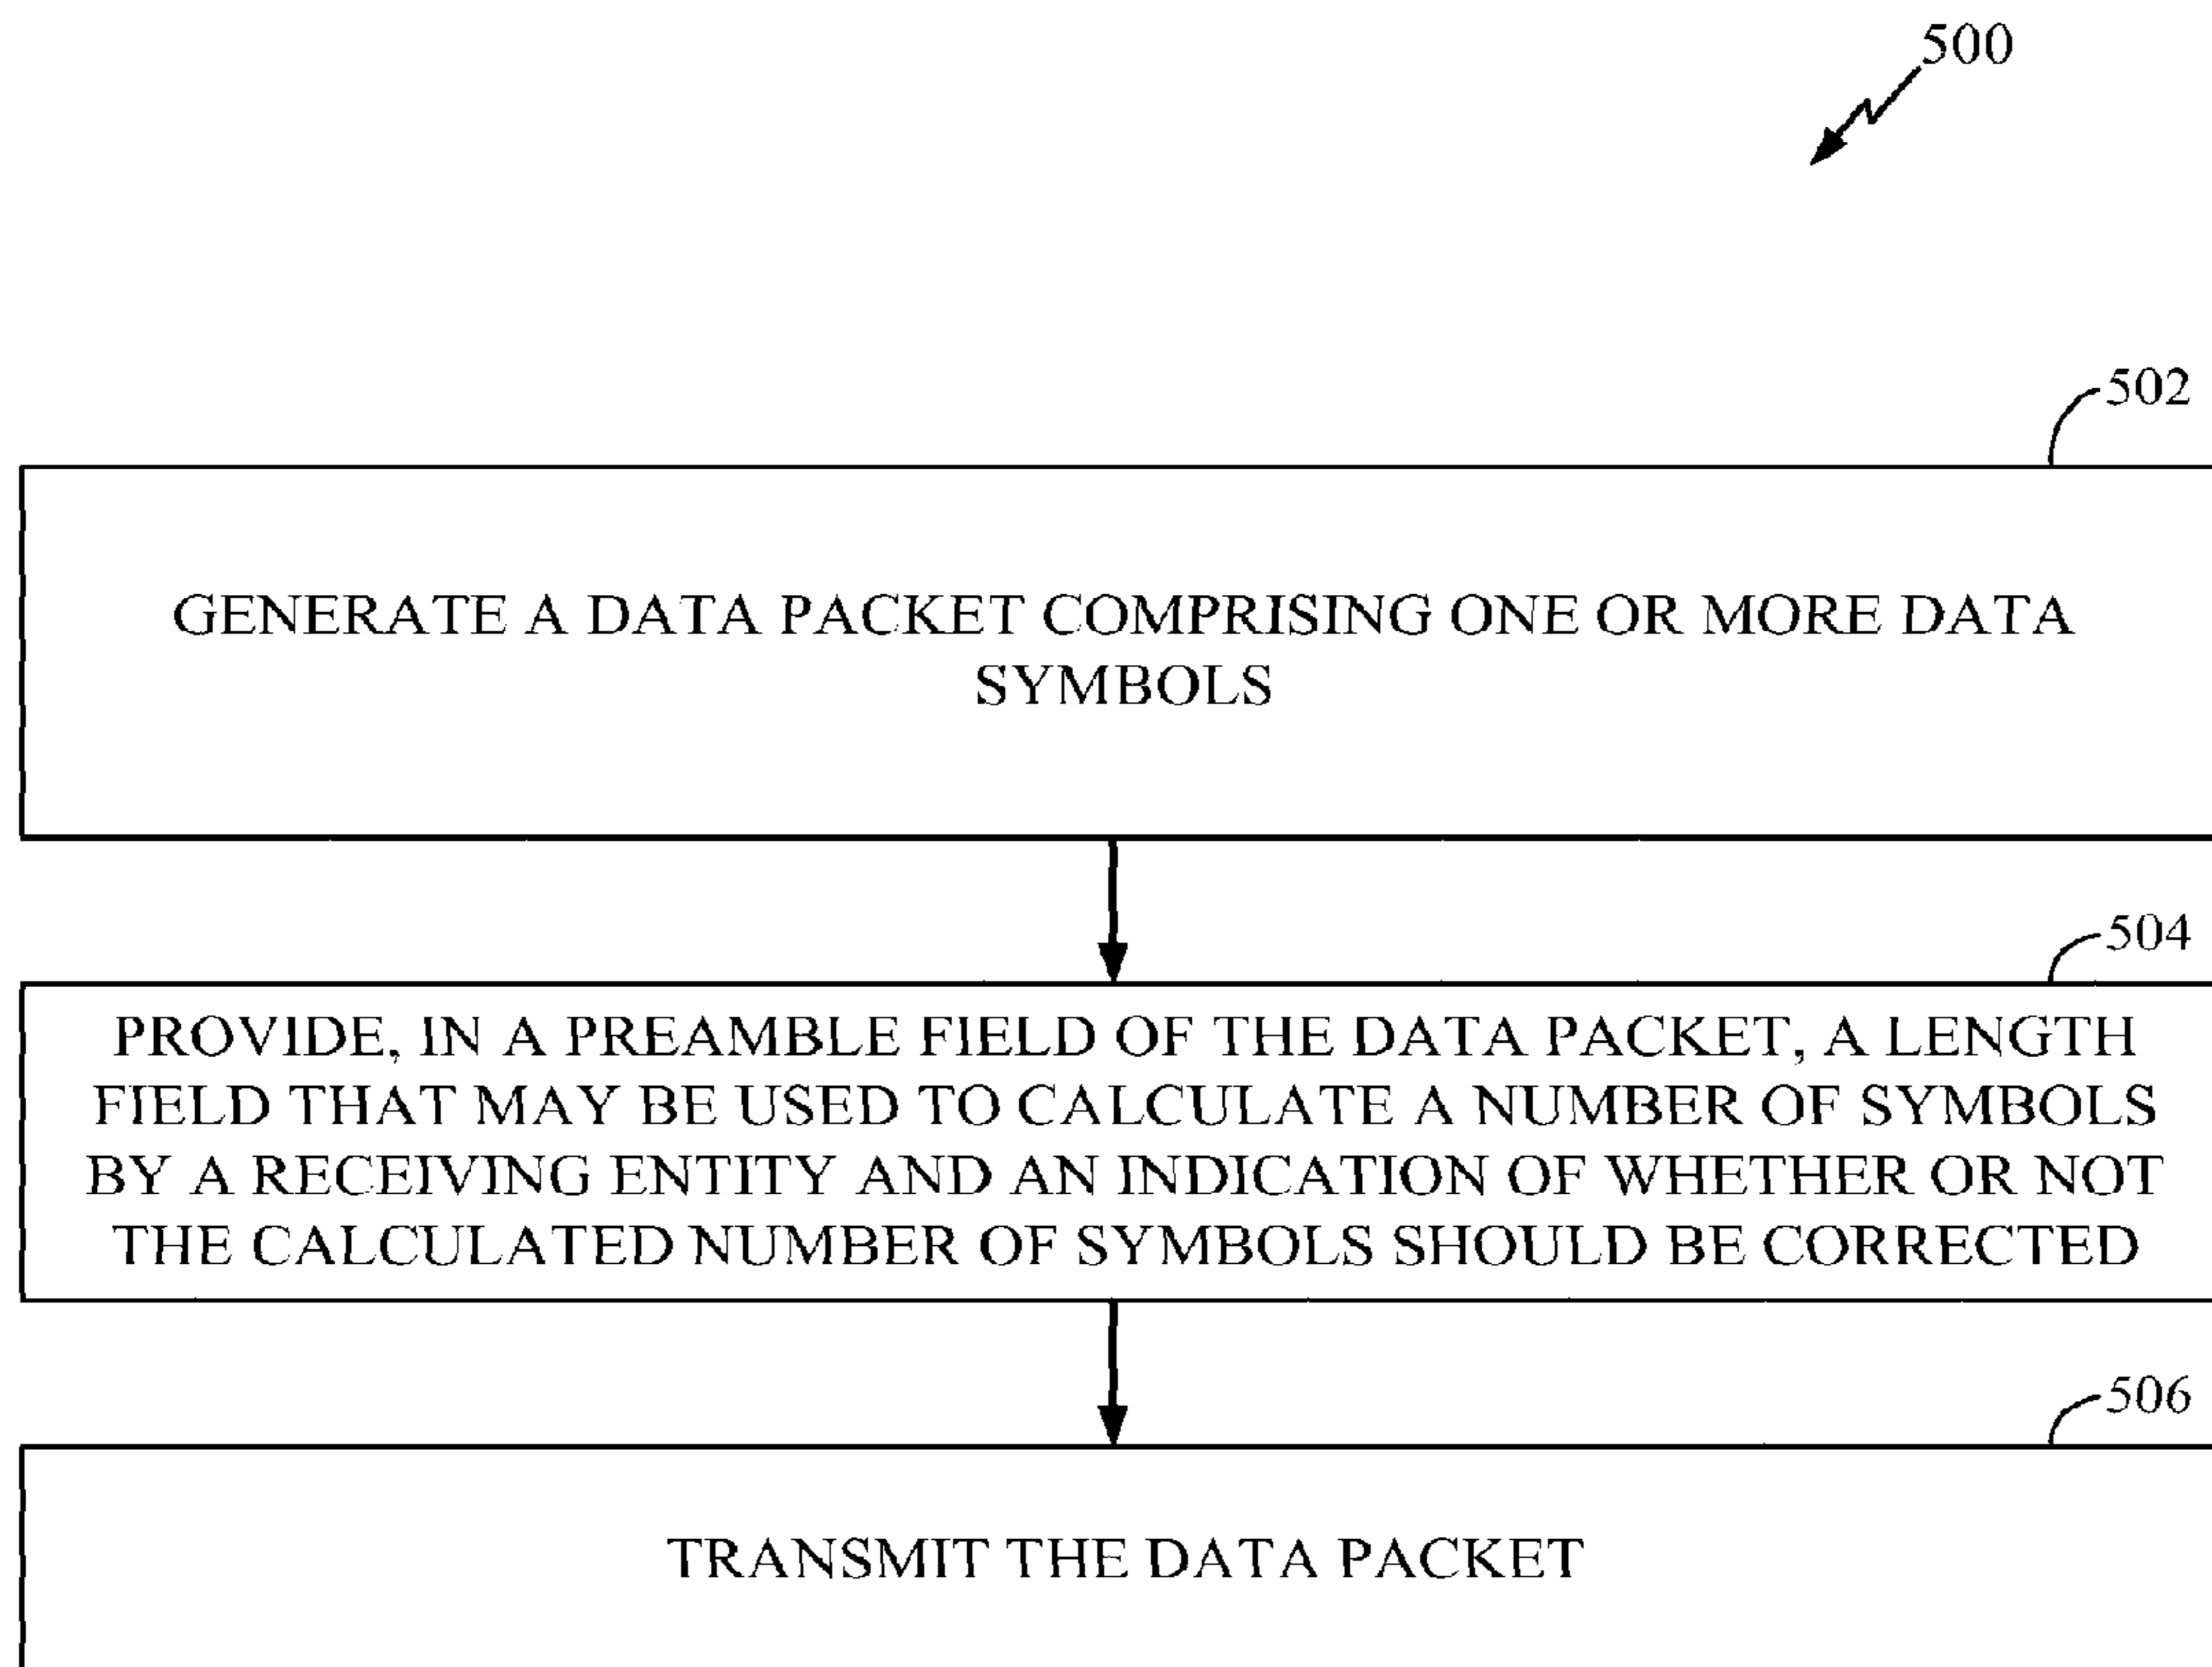 500
502
GENERATE A DATA PACKET COMPRISING ONE OR MORE DATA
SYMBOLS
504
PROVIDE, IN A PREAMBLE FIELD OF THE DATA PACKET, A LENGTH
FIELD THAT MAY BE USED TO CALCULATE A NUMBER OF SYMBOLS
BY A RECEIVING ENTITY AND AN INDICATION OF WHETHER OR NOT
THE CALCULATED NUMBER OF SYMBOLS SHOULD BE CORRECTED
506
TRANSMIT THE DATA PACKET